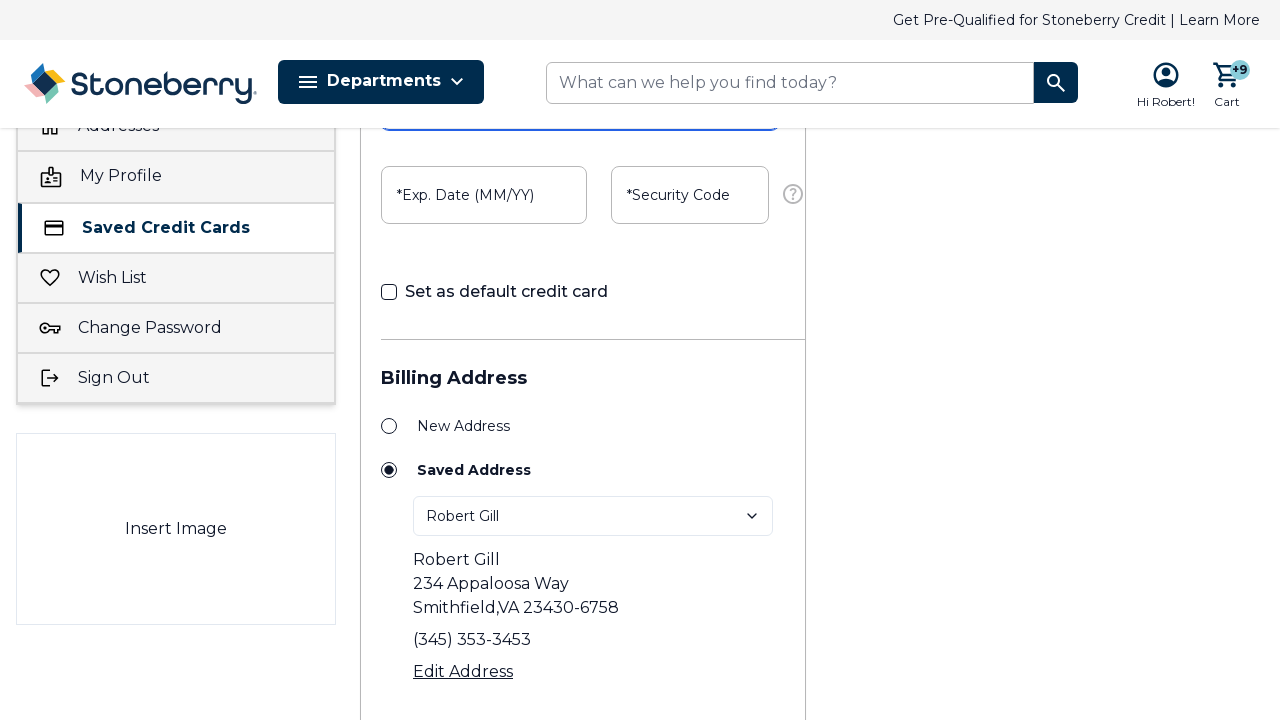 Get Pre-Qualified for Stoneberry Credit | Learn More
Stoneberry®
Departments
What can we help you find today?
Hi Robert!
+9
Cart
Addresses
My Profile
Saved Credit Cards
Wish List
Change Password
Sign Out
Insert Image
*Exp. Date (MM/YY)
*Security Code
Set as default credit card
Billing Address
New Address
Saved Address
Robert Gill
Robert Gill
234 Appaloosa Way
Smithfield,VA 23430-6758
(345) 353-3453
Edit Address